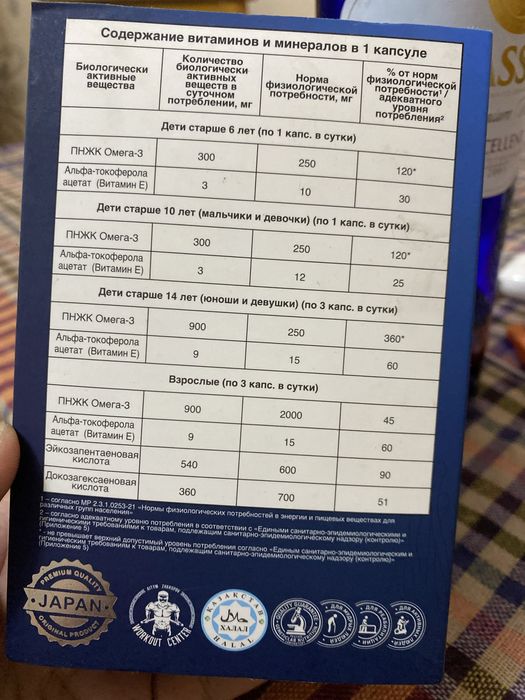 Содержание витаминов и минералов в 1 капсуле
Биологически активные вещества | Количество биологически активных веществ в суточном потреблении, мг | Норма физиологической потребности, мг | % от норм физиологической потребности¹/ адекватного уровня потребления²
Дети старше 6 лет (по 1 капс. в сутки)
ПНЖК Омега-3 300 250 120*
Альфа-токоферола ацетат (Витамин Е) 3 10 30
Дети старше 10 лет (мальчики и девочки) (по 1 капс. в сутки)
ПНЖК Омега-3 300 250 120*
Альфа-токоферола ацетат (Витамин Е) 3 12 25
Дети старше 14 лет (юноши и девушки) (по 3 капс. в сутки)
ПНЖК Омега-3 900 250 360*
Альфа-токоферола ацетат (Витамин Е) 9 15 60
Взрослые (по 3 капс. в сутки)
ПНЖК Омега-3 900 2000 45
Альфа-токоферола ацетат (Витамин Е) 9 15 60
Эйкозапентаеновая кислота 540 600 90
Докозагексаеновая кислота 360 700 51
1 – согласно МР 2.3.1.0253-21 «Нормы физиологических потребностей в энергии и пищевых веществах для
различных групп населения»
2 – согласно адекватному уровню потребления в соответствии с «Едиными санитарно-эпидемиологическими и
гигиеническими требованиями к товарам, подлежащим санитарно-эпидемиологическому надзору (контролю)»
(Приложение 5)
* - не превышает верхний допустимый уровень потребления согласно «Единым санитарно-эпидемиологическим и
гигиеническим требованиям к товарам, подлежащим санитарно-эпидемиологическому надзору (контролю)»
(Приложение 5)
PREMIUM QUALITY
JAPAN
ORIGINAL PRODUCT
WORKOUT CENTER
КАЗАКСТАН
حلال
ХАЛАЛ
HALAL
QUALITY GUARANTEE
ASS